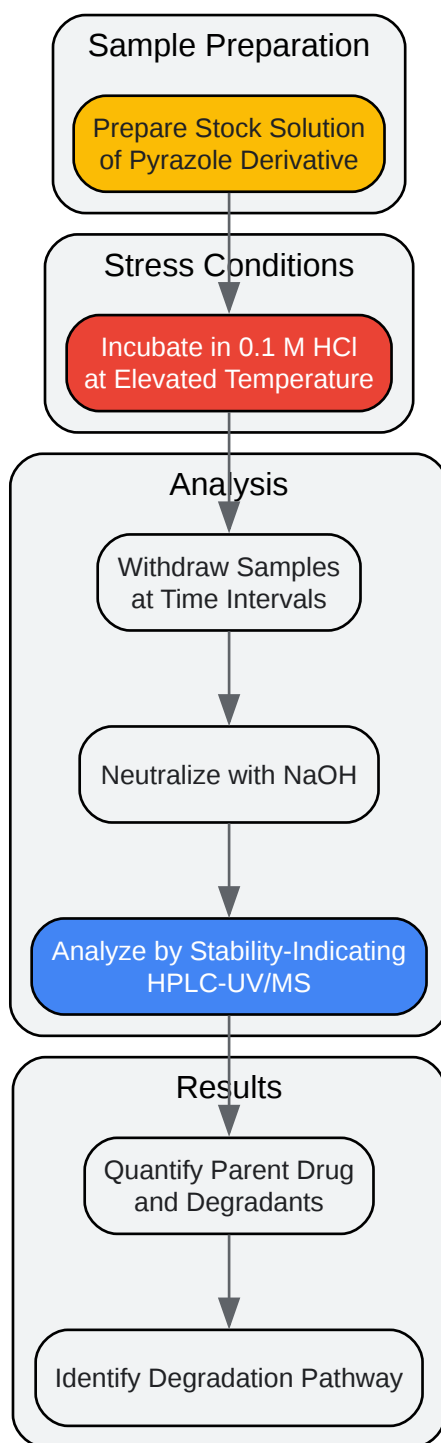 Sample Preparation
Prepare Stock Solution
of Pyrazole Derivative
Stress Conditions
Incubate in 0.1 M HCl
at Elevated Temperature
Analysis
Withdraw Samples
at Time Intervals
Neutralize with NaOH
Analyze by Stability-Indicating
HPLC-UV/MS
Results
Quantify Parent Drug
and Degradants
Identify Degradation Pathway